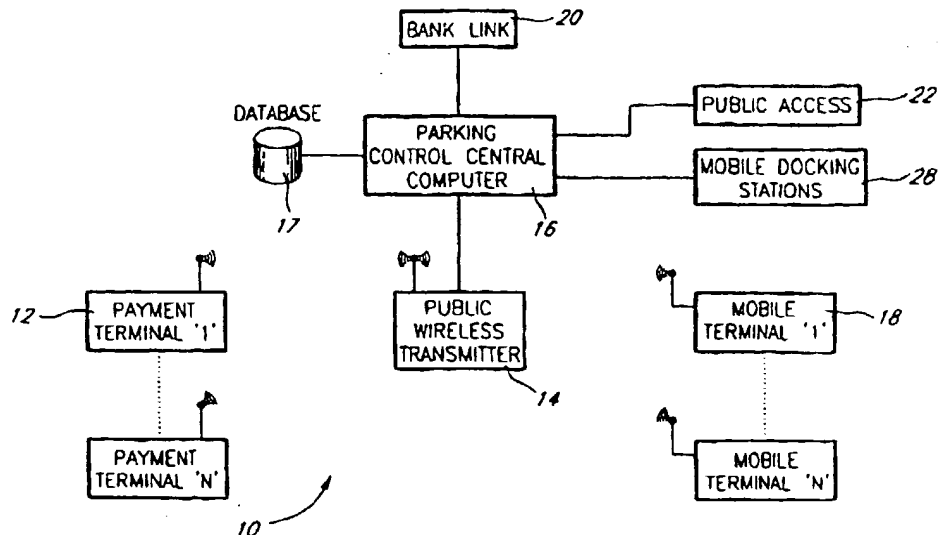 20
BANK LINK
22
PUBLIC ACCESS
DATABASE
PARKING
CONTROL CENTRAL
COMPUTER
MOBILE DOCKING
STATIONS
28
17
16
12
PAYMENT
TERMINAL '1'
PUBLIC
WIRELESS
TRANSMITTER
MOBILE
TERMINAL '1'
18
14
PAYMENT
TERMINAL 'N'
MOBILE
TERMINAL 'N'
10